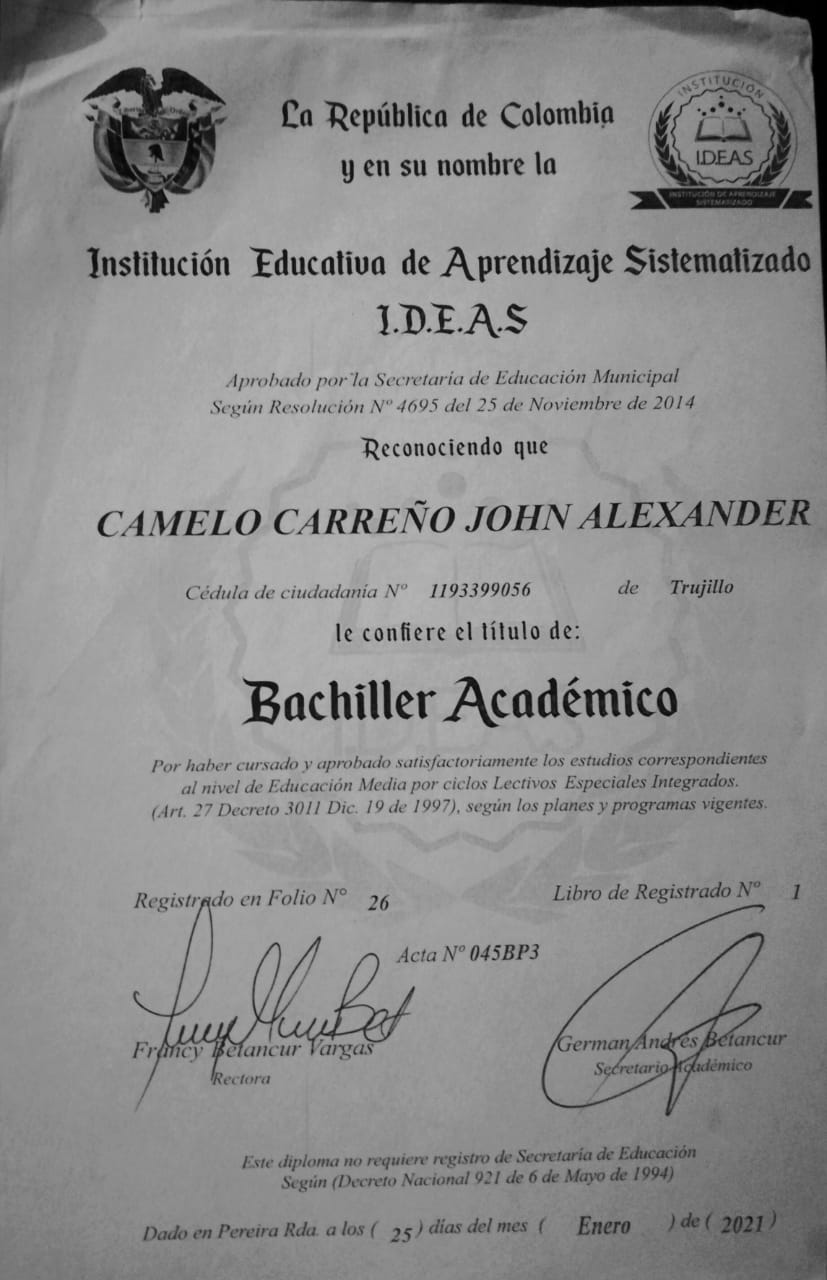 La República de Colombia
y en su nombre la
INSTITUCIÓN
I.D.E.A.S
INSTITUCIÓN DE APRENDIZAJE
SISTEMATIZADO
Institución Educativa de Aprendizaje Sistematizado
I.D.E.A.S
Aprobado por la Secretaría de Educación Municipal
Según Resolución Nº 4695 del 25 de Noviembre de 2014
Reconociendo que
CAMELO CARREÑO JOHN ALEXANDER
Cédula de ciudadanía Nº 1193399056 de Trujillo
le confiere el título de:
Bachiller Académico
Por haber cursado y aprobado satisfactoriamente los estudios correspondientes
al nivel de Educación Media por ciclos Lectivos Especiales Integrados.
(Art. 27 Decreto 3011 Dic. 19 de 1997), según los planes y programas vigentes.
Registrado en Folio Nº 26 Libro de Registrado Nº 1
Acta Nº 045BP3
Francy Betancur Vargas
Rectora
German Andrés Betancur
Secretario Académico
Este diploma no requiere registro de Secretaría de Educación
Según (Decreto Nacional 921 de 6 de Mayo de 1994)
Dado en Pereira Rda. a los ( 25 ) días del mes ( Enero ) de ( 2021 )